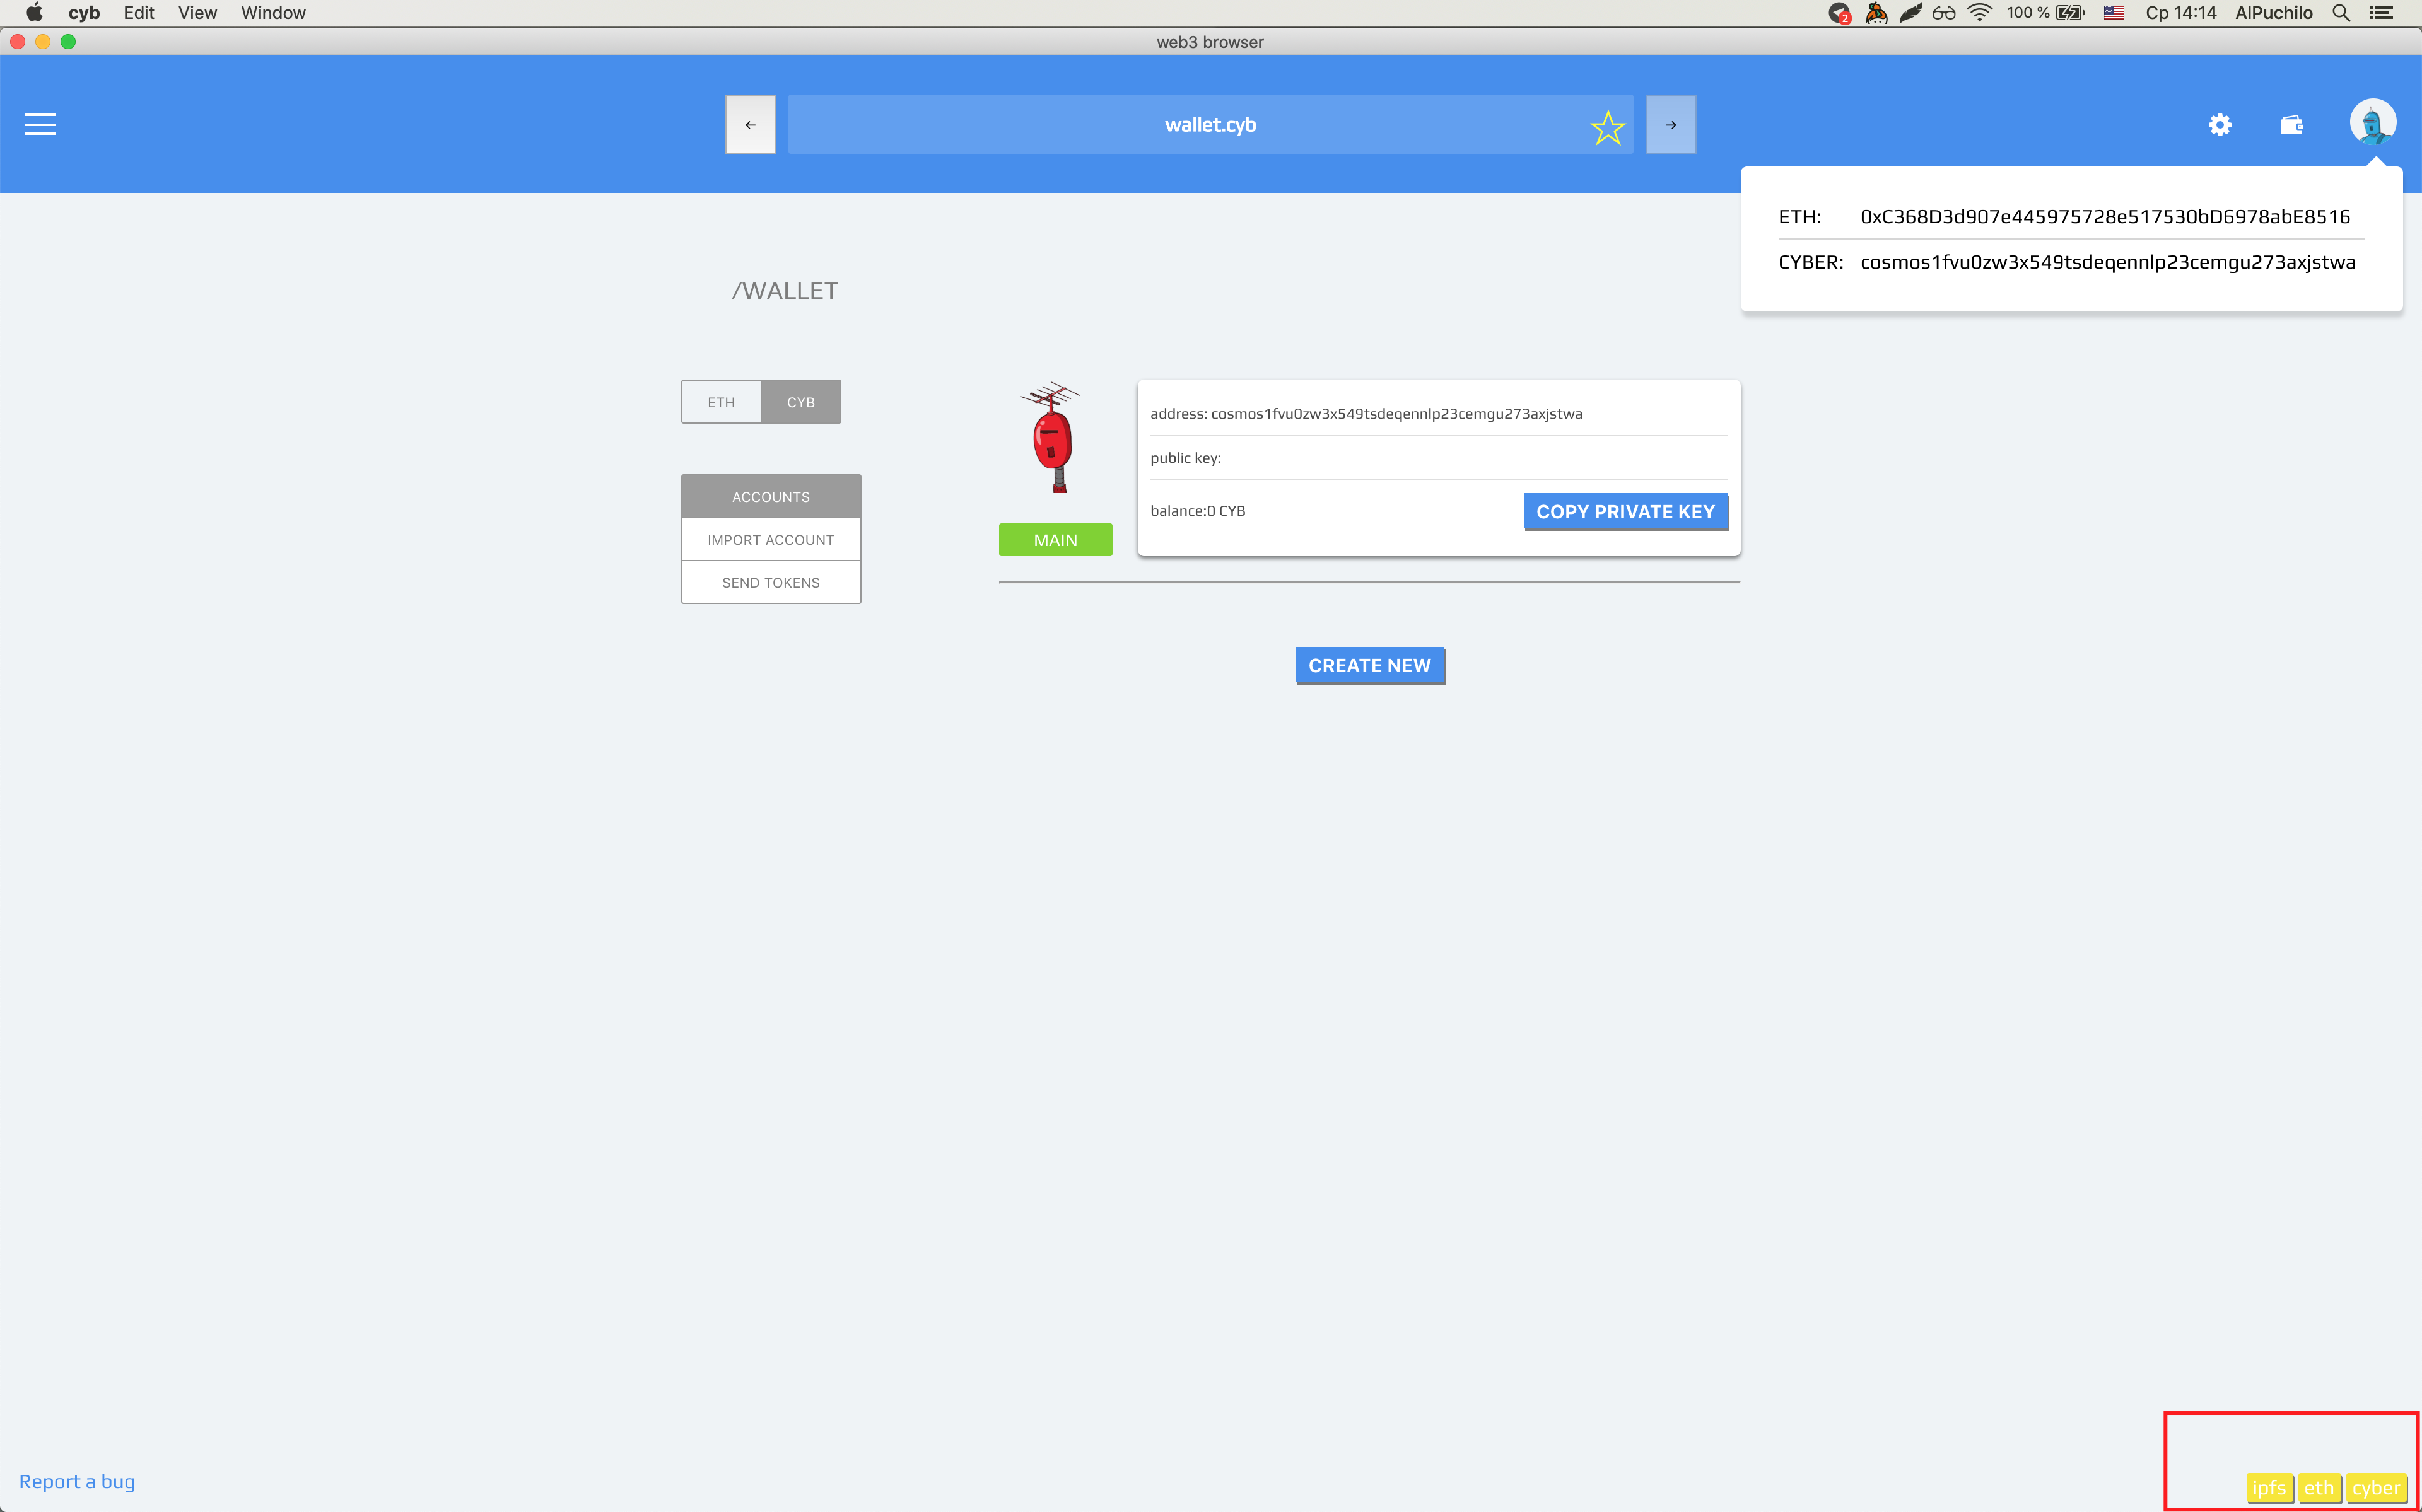 cyb Edit View Window 2 100 % Ср 14:14 AlPuchilo
web3 browser
← wallet.cyb →
ETH: 0xC368D3d907e445975728e517530bD6978abE8516
CYBER: cosmos1fvu0zw3x549tsdeqennlp23cemgu273axjstwa
/WALLET
ETH CYB
ACCOUNTS
IMPORT ACCOUNT
SEND TOKENS
MAIN
address: cosmos1fvu0zw3x549tsdeqennlp23cemgu273axjstwa
public key:
balance:0 CYB COPY PRIVATE KEY
CREATE NEW
Report a bug
ipfs eth cyber